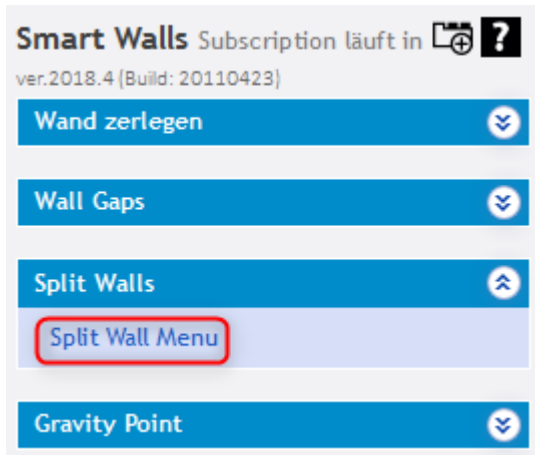 Smart Walls Subscription läuft in ?
ver.2018.4 (Build: 20110423)
Wand zerlegen
Wall Gaps
Split Walls
Split Wall Menu
Gravity Point